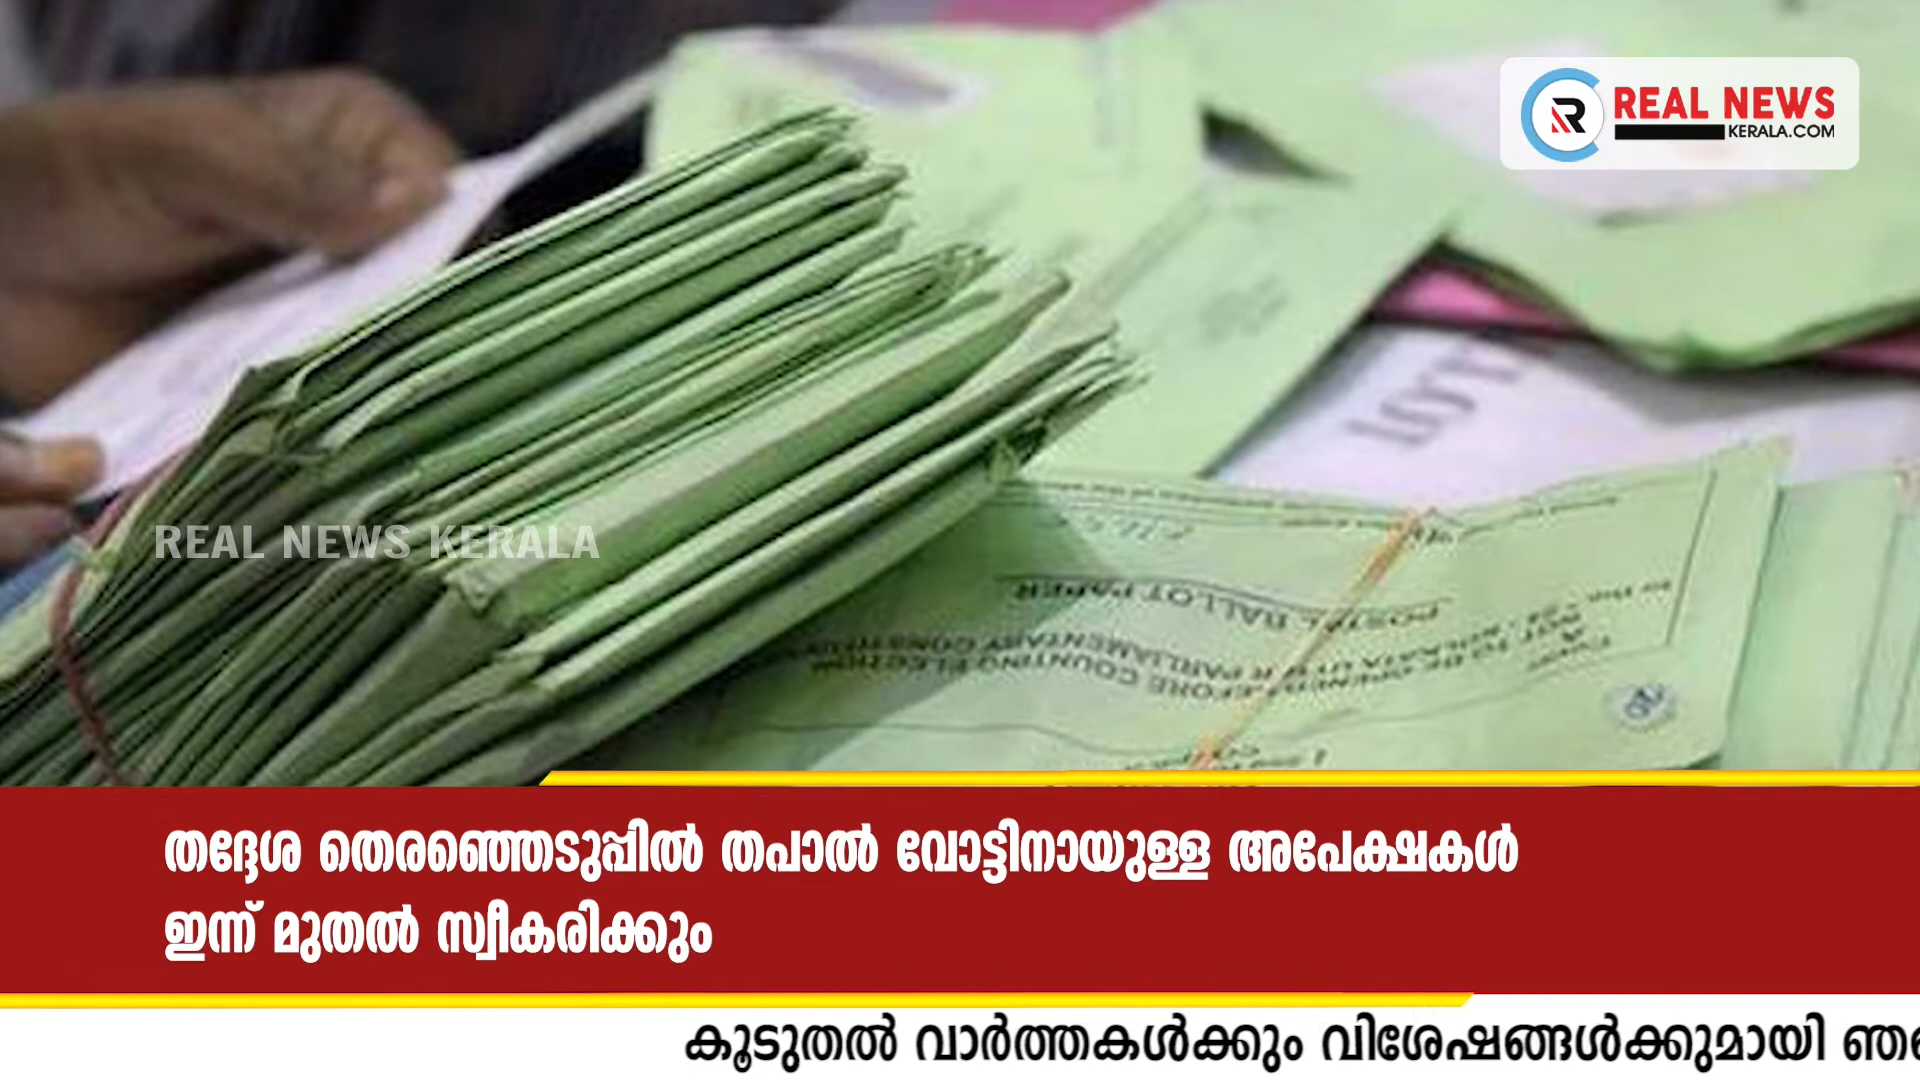 REAL NEWS
KERALA.COM
REAL NEWS KERALA
POSTAL BALLOT PAPER
തദ്ദേശ തെരഞ്ഞെടുപ്പിൽ തപാൽ വോട്ടിനായുള്ള അപേക്ഷകൾ
ഇന്ന് മുതൽ സ്വീകരിക്കും
കൂടുതൽ വാർത്തകൾക്കും വിശേഷങ്ങൾക്കുമായി